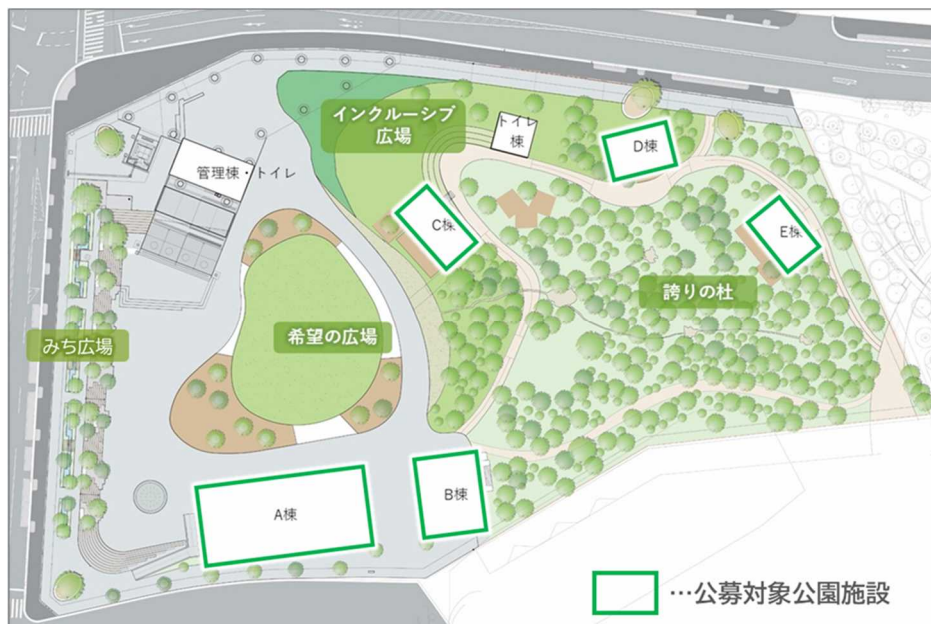 インクルーシブ
広場
トイレ
棟
D棟
管理棟・トイレ
C棟
E棟
誇りの杜
希望の広場
みち広場
A棟
B棟
…公募対象公園施設